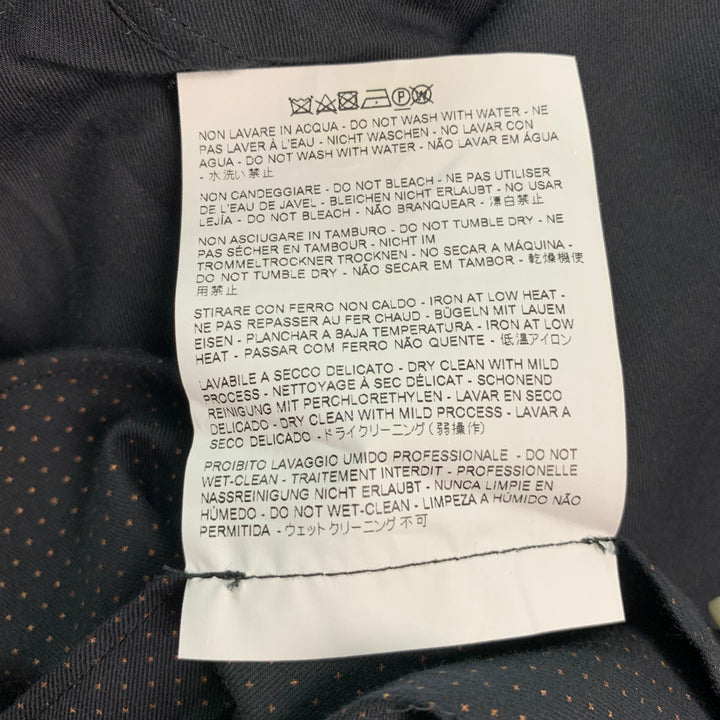 NON LAVARE IN ACQUA - DO NOT WASH WITH WATER - NE
PAS LAVER À L'EAU - NICHT WASCHEN - NO LAVAR CON
AGUA - DO NOT WASH WITH WATER - NÃO LAVAR EM ÁGUA
- 水洗い禁止
NON CANDEGGIARE - DO NOT BLEACH - NE PAS UTILISER
DE L'EAU DE JAVEL - BLEICHEN NICHT ERLAUBT - NO USAR
LEJÍA - DO NOT BLEACH - NÃO BRANQUEAR - 漂白禁止
NON ASCIUGARE IN TAMBURO - DO NOT TUMBLE DRY - NE
PAS SÉCHER EN TAMBOUR - NICHT IM
TROMMELTROCKNER TROCKNEN - NO SECAR A MÁQUINA -
DO NOT TUMBLE DRY - NÃO SECAR EM TAMBOR - 乾燥機使
用禁止
STIRARE CON FERRO NON CALDO - IRON AT LOW HEAT -
NE PAS REPASSER AU FER CHAUD - BÜGELN MIT LAUEM
EISEN - PLANCHAR A BAJA TEMPERATURA - IRON AT LOW
HEAT - PASSAR COM FERRO NÃO QUENTE - 低温アイロン
LAVABILE A SECCO DELICATO - DRY CLEAN WITH MILD
PROCESS - NETTOYAGE À SEC DÉLICAT - SCHONEND
REINIGUNG MIT PERCHLORETHYLEN - LAVAR EN SECO
DELICADO - DRY CLEAN WITH MILD PROCESS - LAVAR A
SECO DELICADO - ドライクリーニング(弱操作)
PROIBITO LAVAGGIO UMIDO PROFESSIONALE - DO NOT
WET-CLEAN - TRAITEMENT INTERDIT - PROFESSIONELLE
NASSREINIGUNG NICHT ERLAUBT - NUNCA LIMPIE EN
HÚMEDO - DO NOT WET-CLEAN - LIMPEZA A HÚMIDO NÃO
PERMITIDA - ウェットクリーニング不可